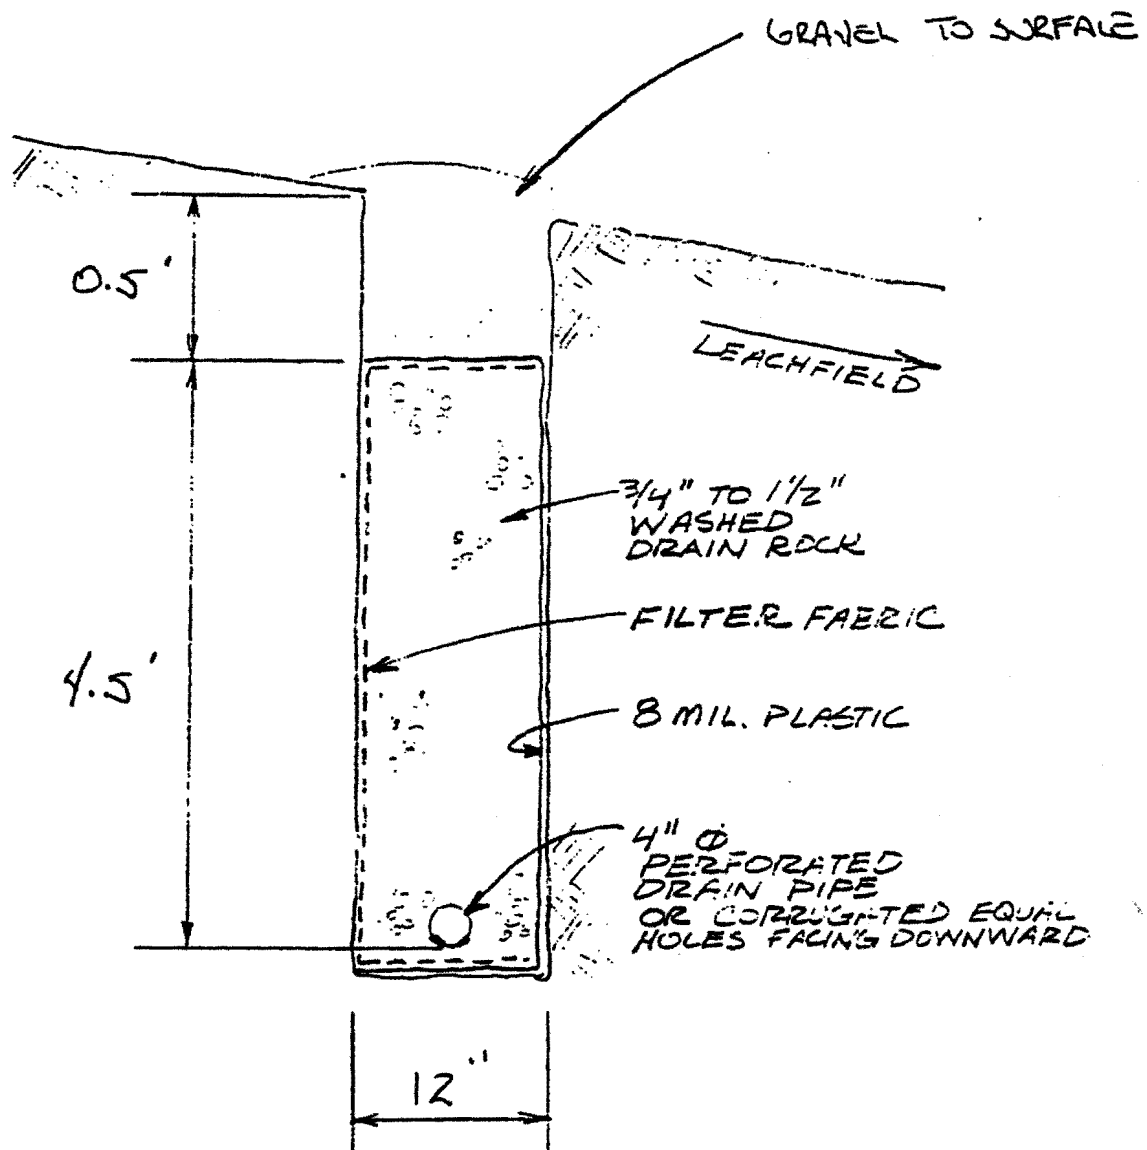 GRAVEL TO SURFACE
0.5'
LEACHFIELD
3/4" TO 1 1/2"
WASHED
DRAIN ROCK
FILTER FABRIC
4.5'
8 MIL. PLASTIC
4" Ø
PERFORATED
DRAIN PIPE
OR CORRUGATED EQUAL
HOLES FACING DOWNWARD
12"